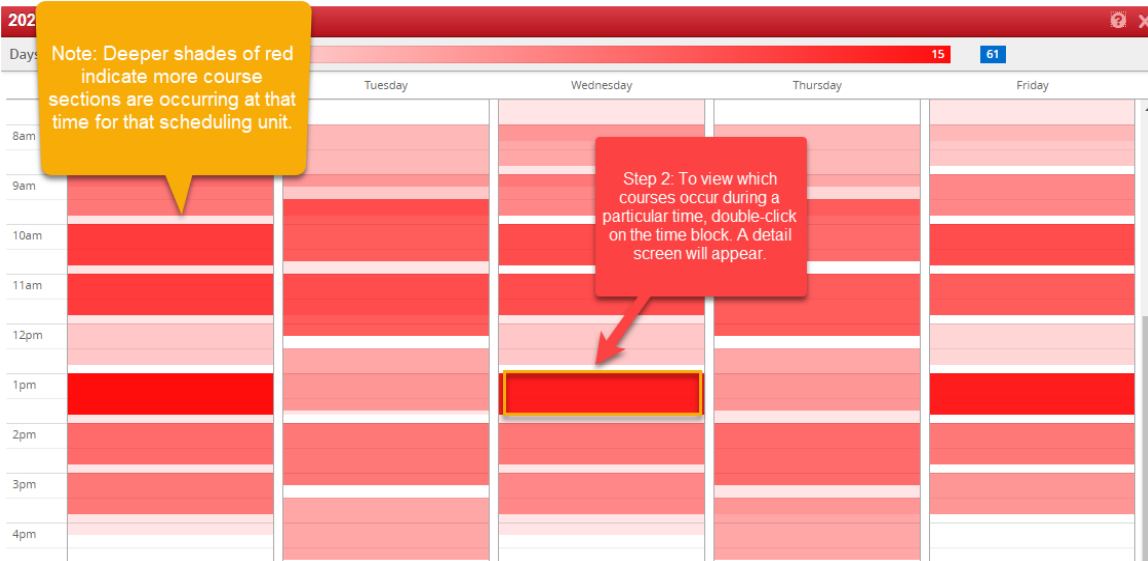 202
Note: Deeper shades of red
indicate more course
sections are occurring at that
time for that scheduling unit.
Days
15
61
Tuesday
Wednesday
Thursday
Friday
8am
9am
Step 2: To view which
courses occur during a
particular time, double-click
on the time block. A detail
screen will appear.
10am
11am
12pm
1pm
2pm
3pm
4pm